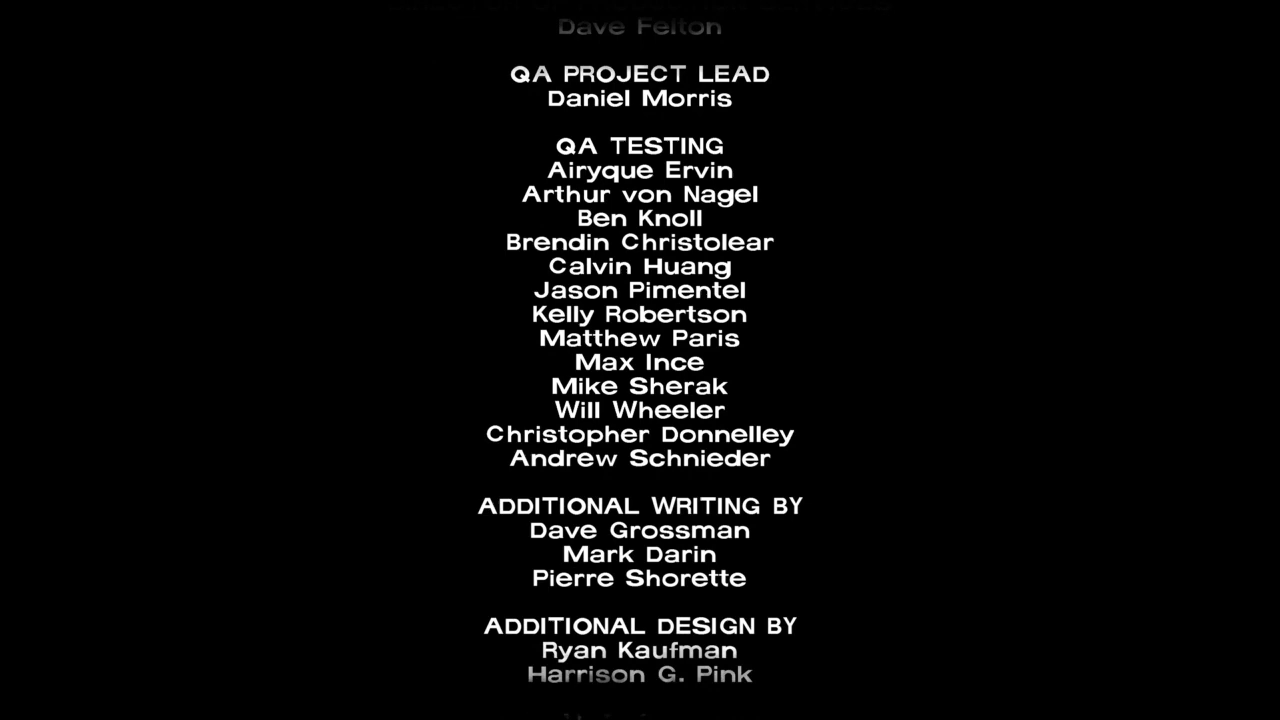 Dave Felton
QA PROJECT LEAD
Daniel Morris
QA TESTING
Airyque Ervin
Arthur von Nagel
Ben Knoll
Brendin Christolear
Calvin Huang
Jason Pimentel
Kelly Robertson
Matthew Paris
Max Ince
Mike Sherak
Will Wheeler
Christopher Donnelley
Andrew Schnieder
ADDITIONAL WRITING BY
Dave Grossman
Mark Darin
Pierre Shorette
ADDITIONAL DESIGN BY
Ryan Kaufman
Harrison G. Pink